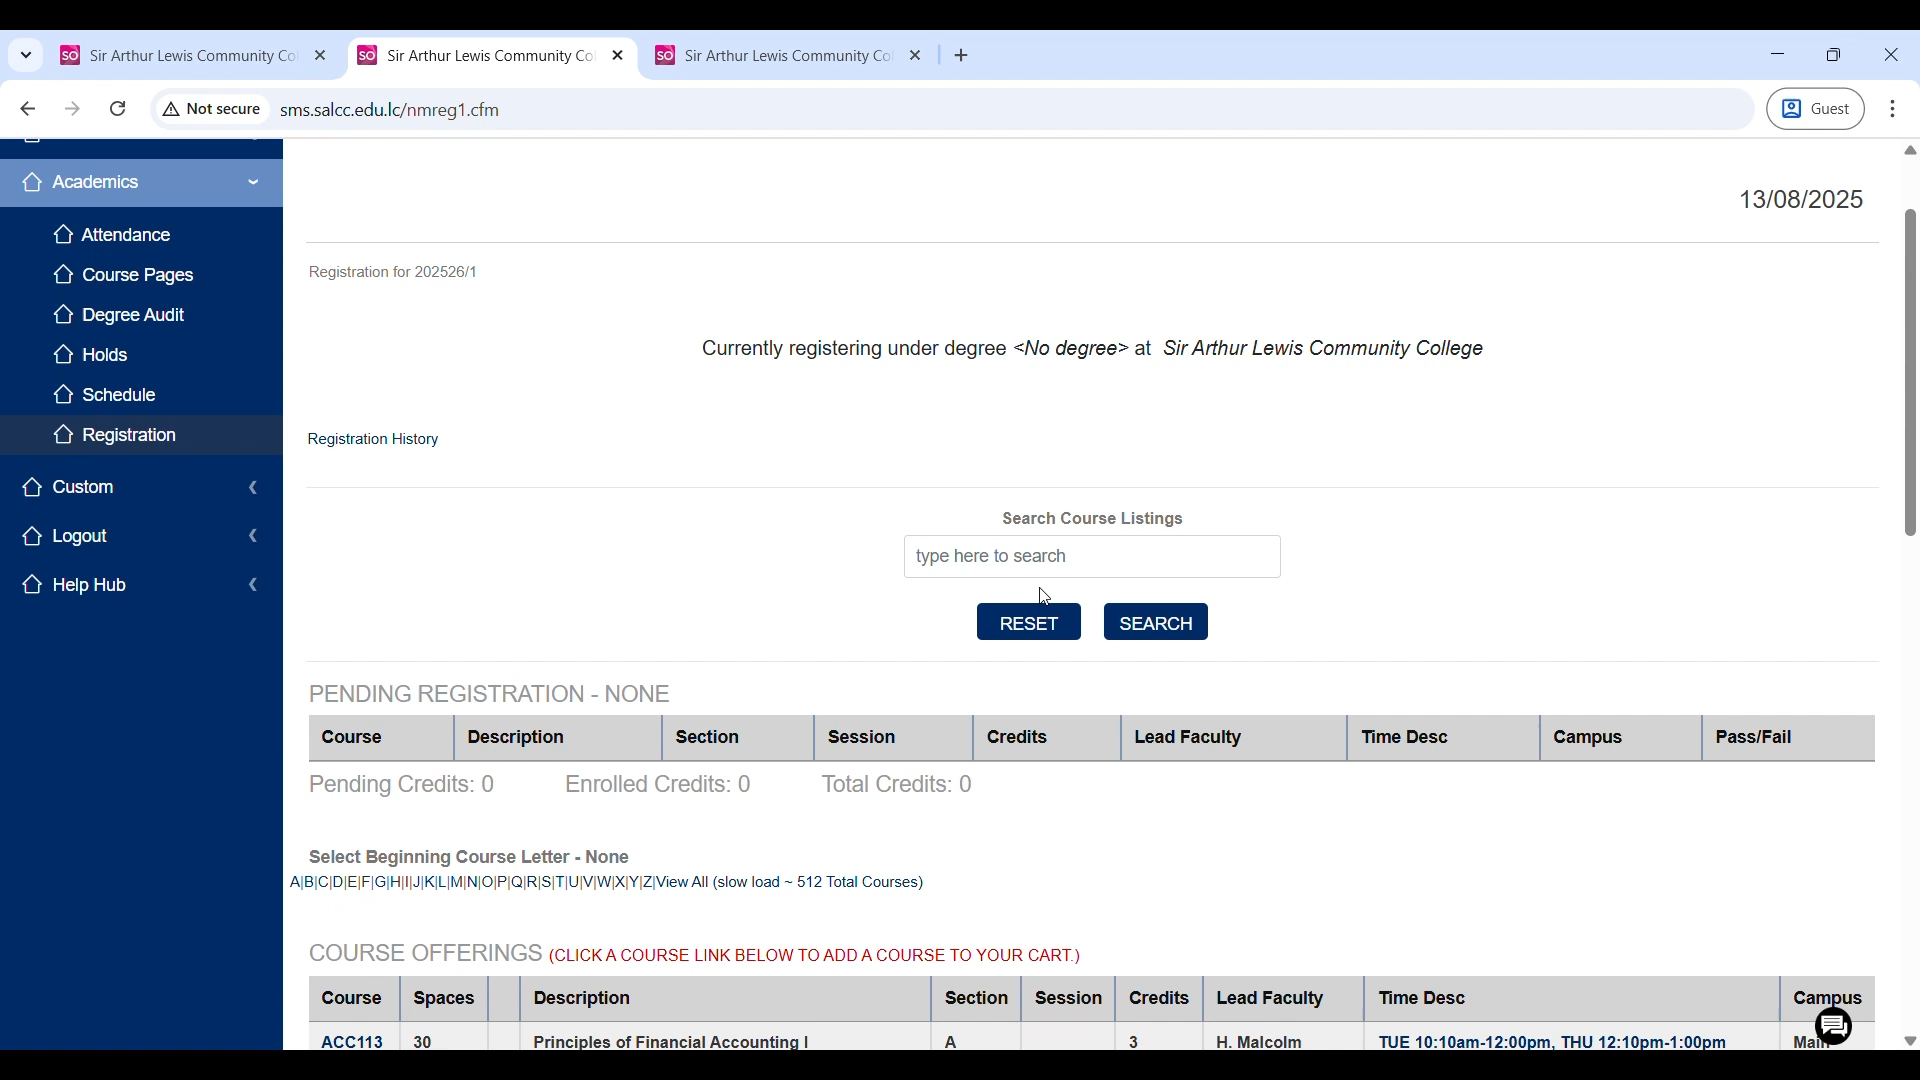 SO Sir Arthur Lewis Community Co
SO Sir Arthur Lewis Community Co
SO Sir Arthur Lewis Community Co
Not secure
sms.salcc.edu.lc/nmreg1.cfm
Guest
Academics
Attendance
Course Pages
Degree Audit
Holds
Schedule
Registration
Custom
Logout
Help Hub
13/08/2025
Registration for 202526/1
Currently registering under degree <No degree> at Sir Arthur Lewis Community College
Registration History
Search Course Listings
type here to search
RESET SEARCH
PENDING REGISTRATION - NONE
Course Description Section Session Credits Lead Faculty Time Desc Campus Pass/Fail
Pending Credits: 0 Enrolled Credits: 0 Total Credits: 0
Select Beginning Course Letter - None
A|B|C|D|E|F|G|H|I|J|K|L|M|N|O|P|Q|R|S|T|U|V|W|X|Y|Z|View All (slow load ~ 512 Total Courses)
COURSE OFFERINGS (CLICK A COURSE LINK BELOW TO ADD A COURSE TO YOUR CART.)
Course Spaces Description Section Session Credits Lead Faculty Time Desc Campus
ACC113 30 Principles of Financial Accounting I A 3 H. Malcolm TUE 10:10am-12:00pm, THU 12:10pm-1:00pm Main